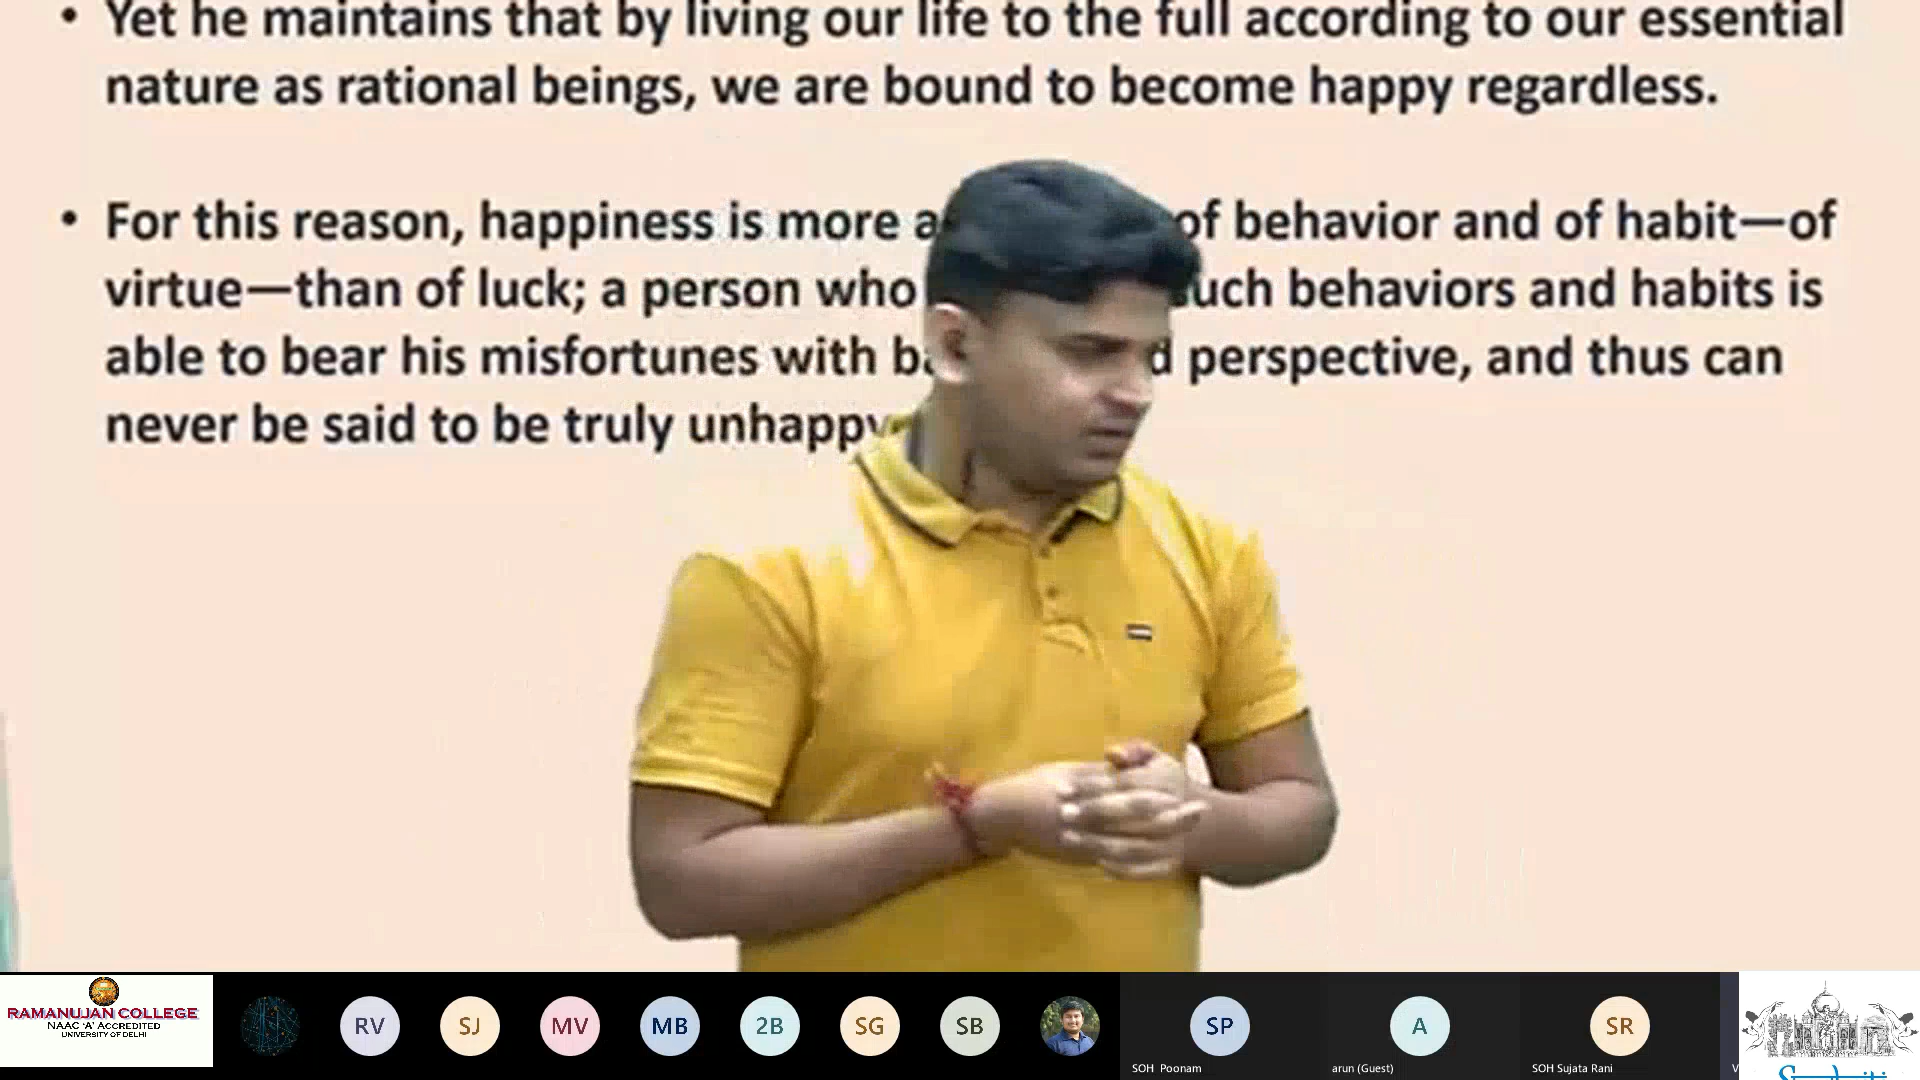 • Yet he maintains that by living our life to the full according to our essential
nature as rational beings, we are bound to become happy regardless.
• For this reason, happiness is more a of behavior and of habit—of
virtue—than of luck; a person who such behaviors and habits is
able to bear his misfortunes with perspective, and thus can
never be said to be truly unhappy
RAMANUJAN COLLEGE
NAAC 'A' ACCREDITED
UNIVERSITY OF DELHI
RV
SJ
MV
MB
2B
SG
SB
SP
SOH Poonam
A
arun (Guest)
SR
SOH Sujata Rani